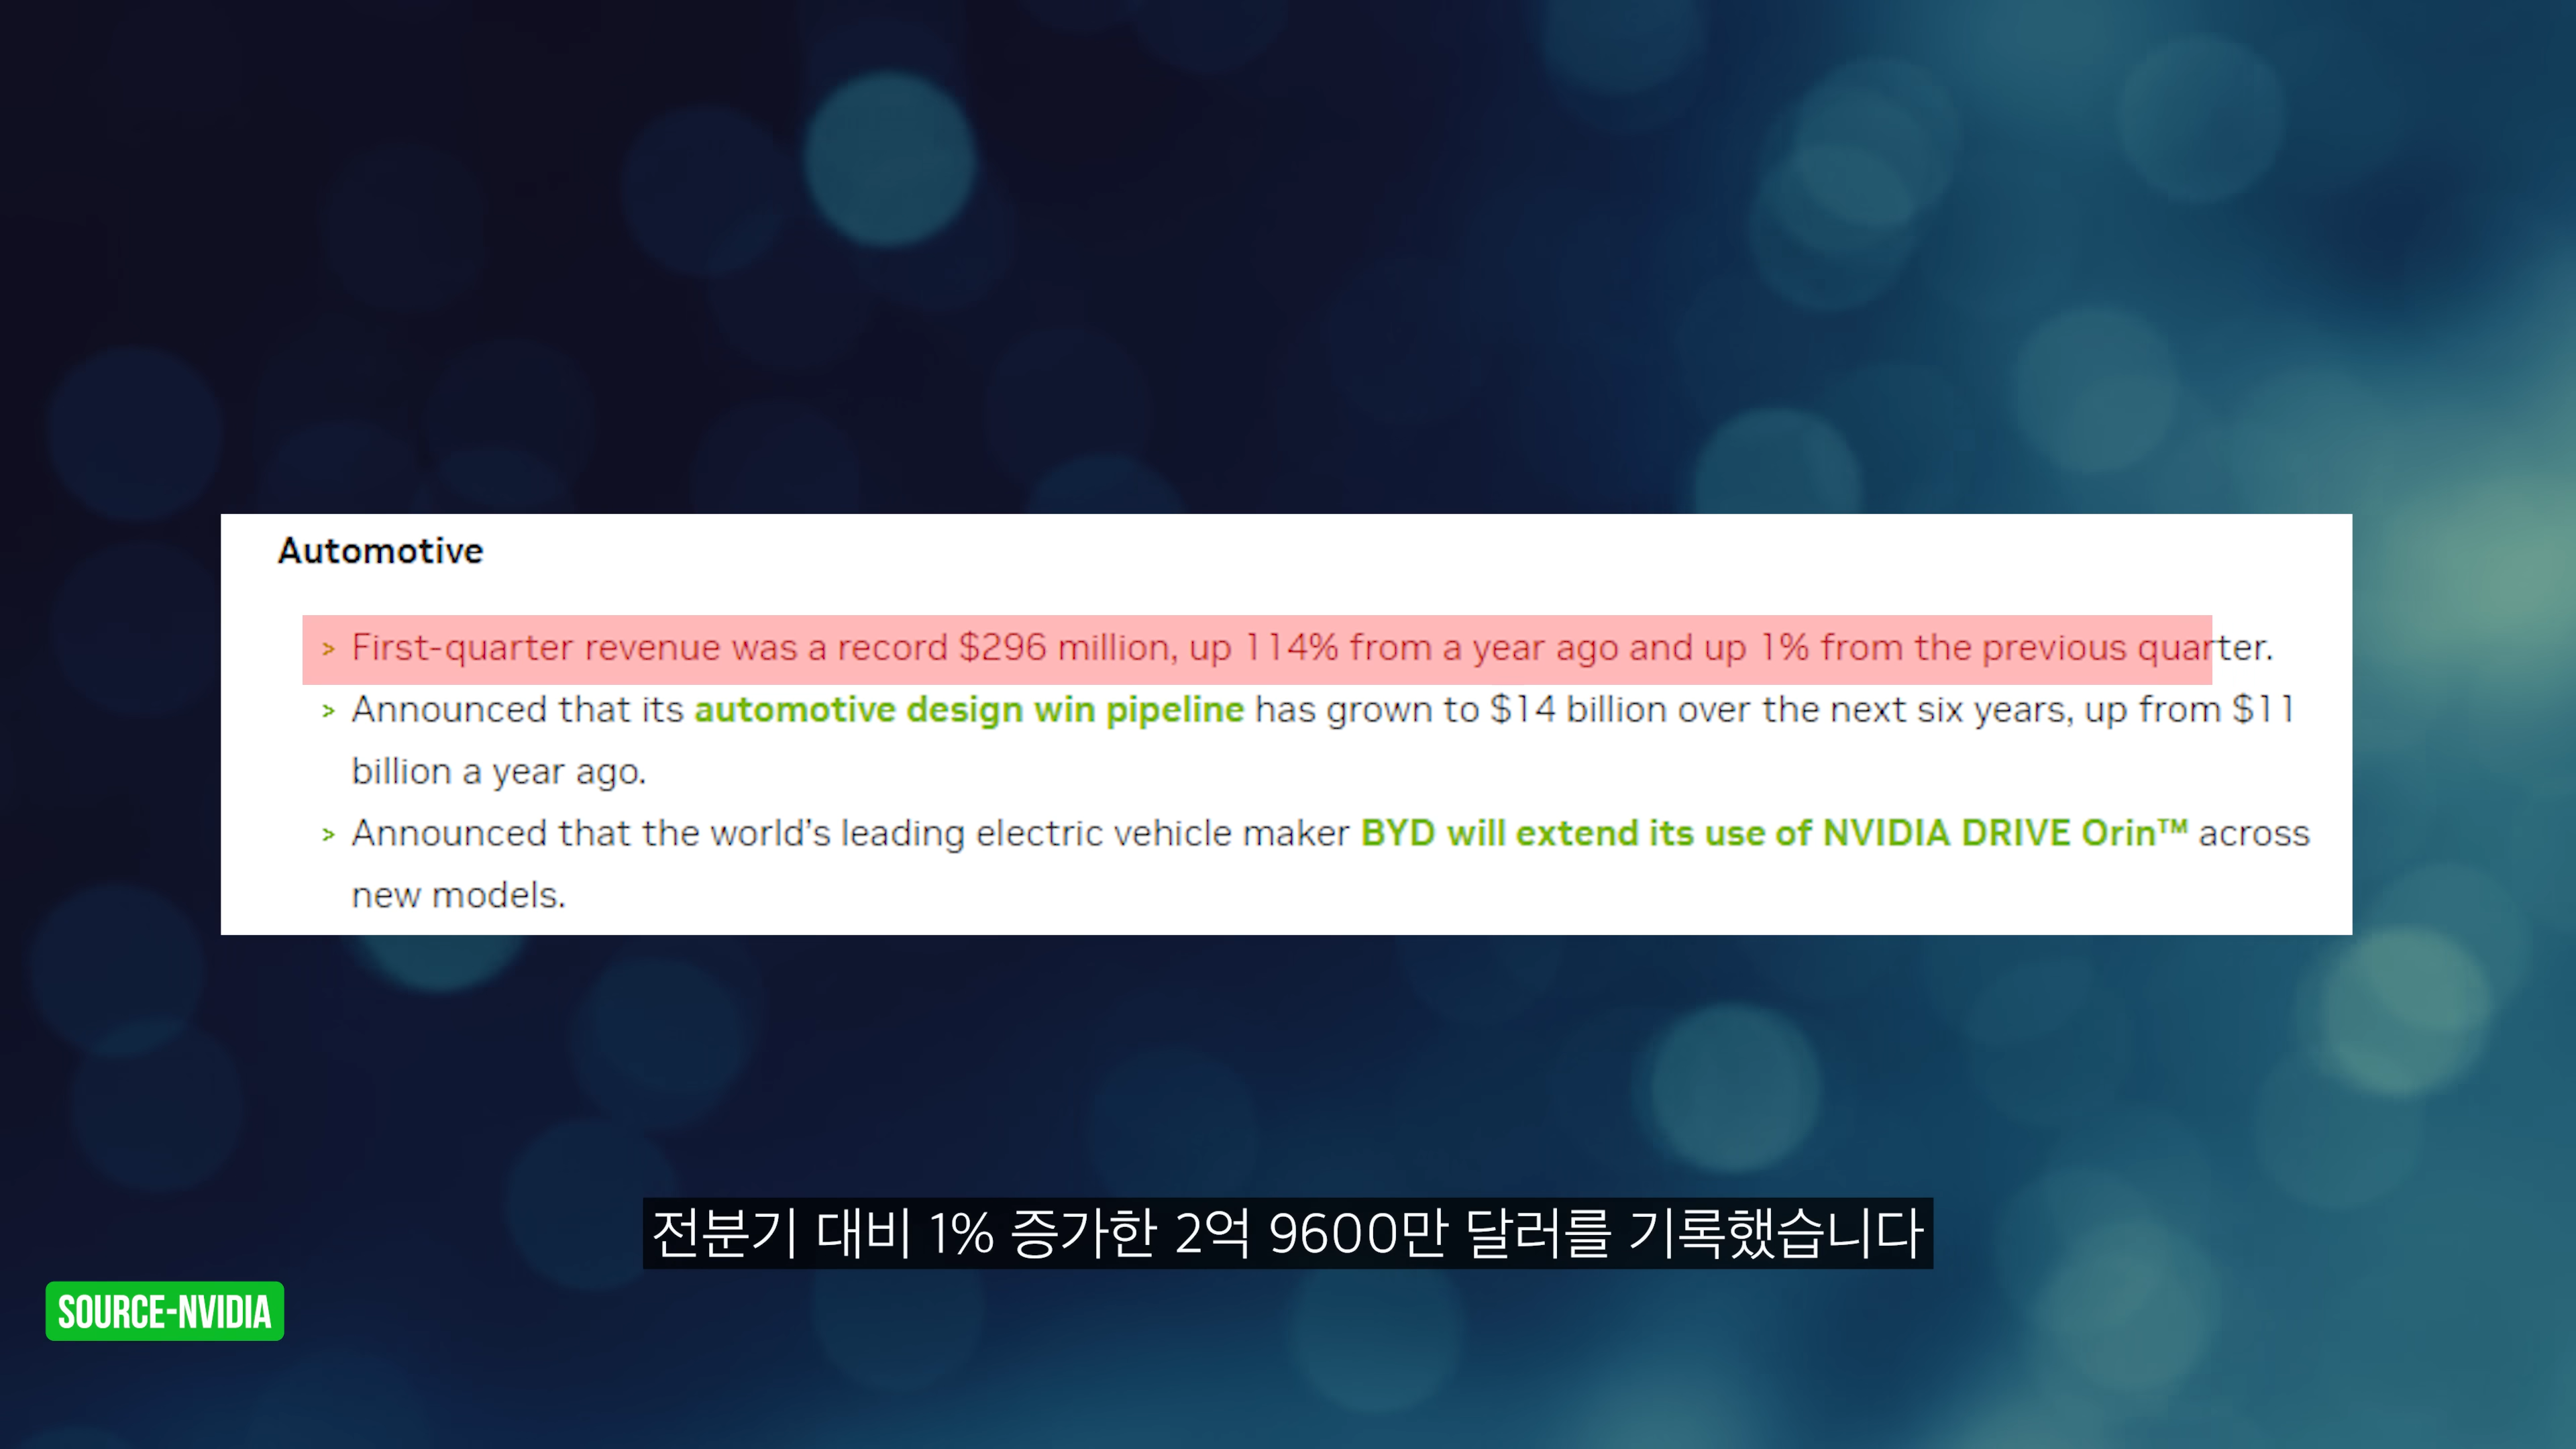 Automotive
> First-quarter revenue was a record $296 million, up 114% from a year ago and up 1% from the previous quarter.
> Announced that its automotive design win pipeline has grown to $14 billion over the next six years, up from $11
billion a year ago.
> Announced that the world's leading electric vehicle maker BYD will extend its use of NVIDIA DRIVE Orin™ across
new models.
전분기 대비 1% 증가한 2억 9600만 달러를 기록했습니다
SOURCE-NVIDIA